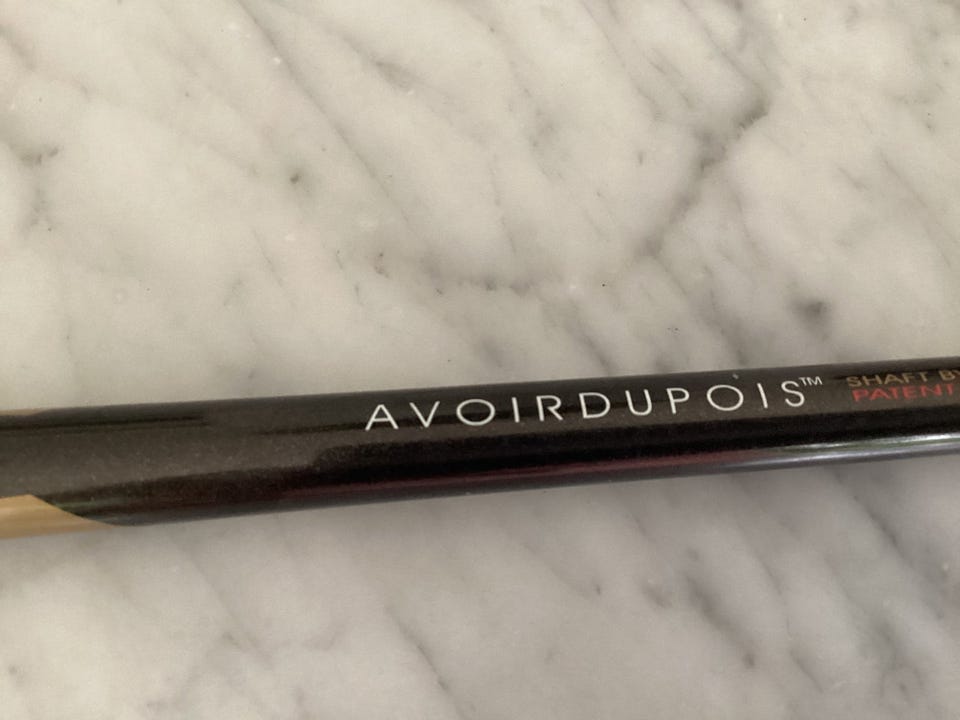 AVOIRDUPOIS™
SHAFT BY
PATENT